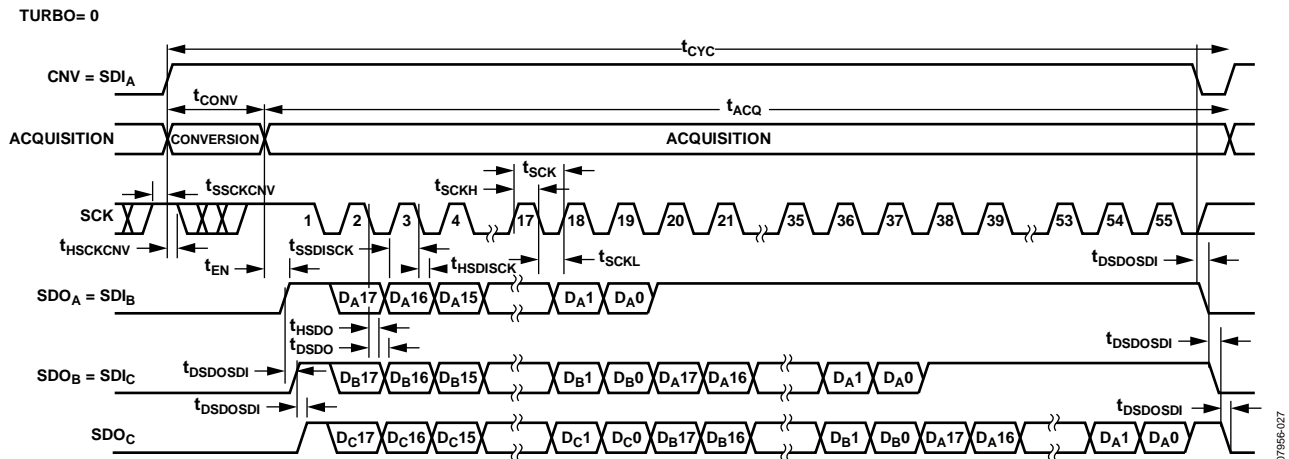 TURBO= 0
tCYC
CNV = SDIA
tCONV
tACQ
ACQUISITION
CONVERSION
ACQUISITION
tSSCKCNV
tSCK
tSCKH
SCK
1 2 3 4 17 18 19 20 21 35 36 37 38 39 53 54 55
tHSCKCNV
tSSDISCK
tEN
tHSDISCK
tSCKL
tDSDOSDI
SDOA = SDIB
DA17 DA16 DA15 DA1 DA0
tHSDO
tDSDO
tDSDOSDI
tDSDOSDI
SDOB = SDIC
DB17 DB16 DB15 DB1 DB0 DA17 DA16 DA1 DA0
tDSDOSDI
tDSDOSDI
SDOC
DC17 DC16 DC15 DC1 DC0 DB17 DB16 DB1 DB0 DA17 DA16 DA1 DA0
07956-027